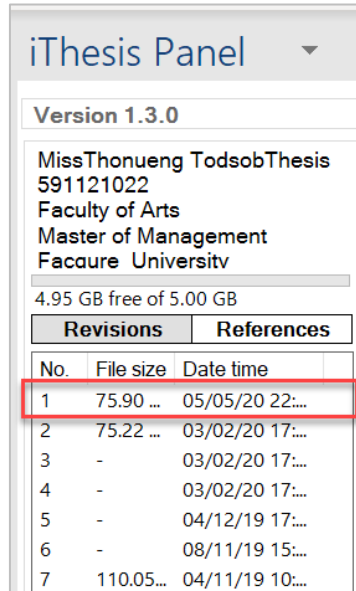 iThesis Panel
Version 1.3.0
MissThonueng TodsobThesis
591121022
Faculty of Arts
Master of Management
Facqure University
4.95 GB free of 5.00 GB
Revisions References
No. File size Date time
1 75.90 ... 05/05/20 22:...
2 75.22 ... 03/02/20 17:...
3 - 03/02/20 17:...
4 - 03/02/20 17:...
5 - 04/12/19 17:...
6 - 08/11/19 15:...
7 110.05... 04/11/19 10:...